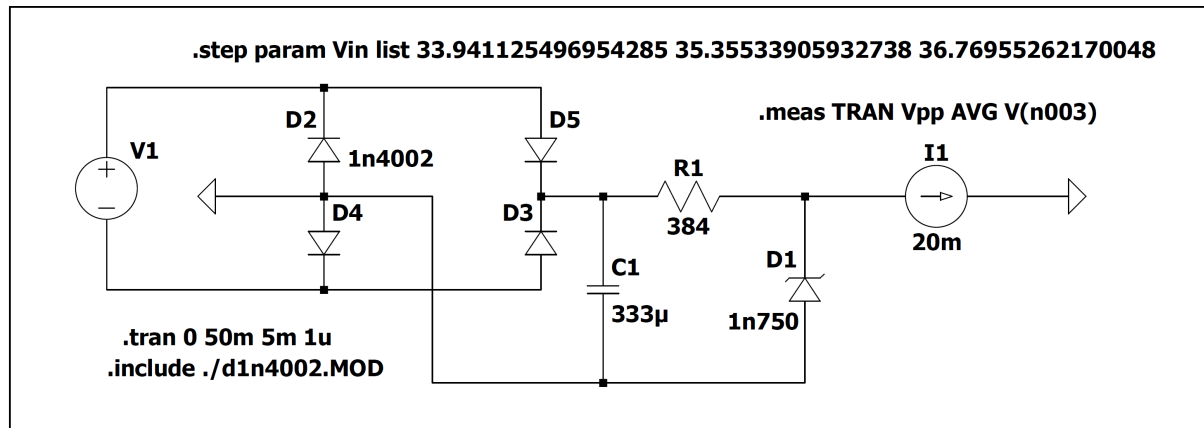 .step param Vin list 33.941125496954285 35.35533905932738 36.76955262170048
.meas TRAN Vpp AVG V(n003)
V1
D2
1n4002
D4
D5
D3
R1
384
C1
333µ
D1
1n750
I1
20m
.tran 0 50m 5m 1u
.include ./d1n4002.MOD